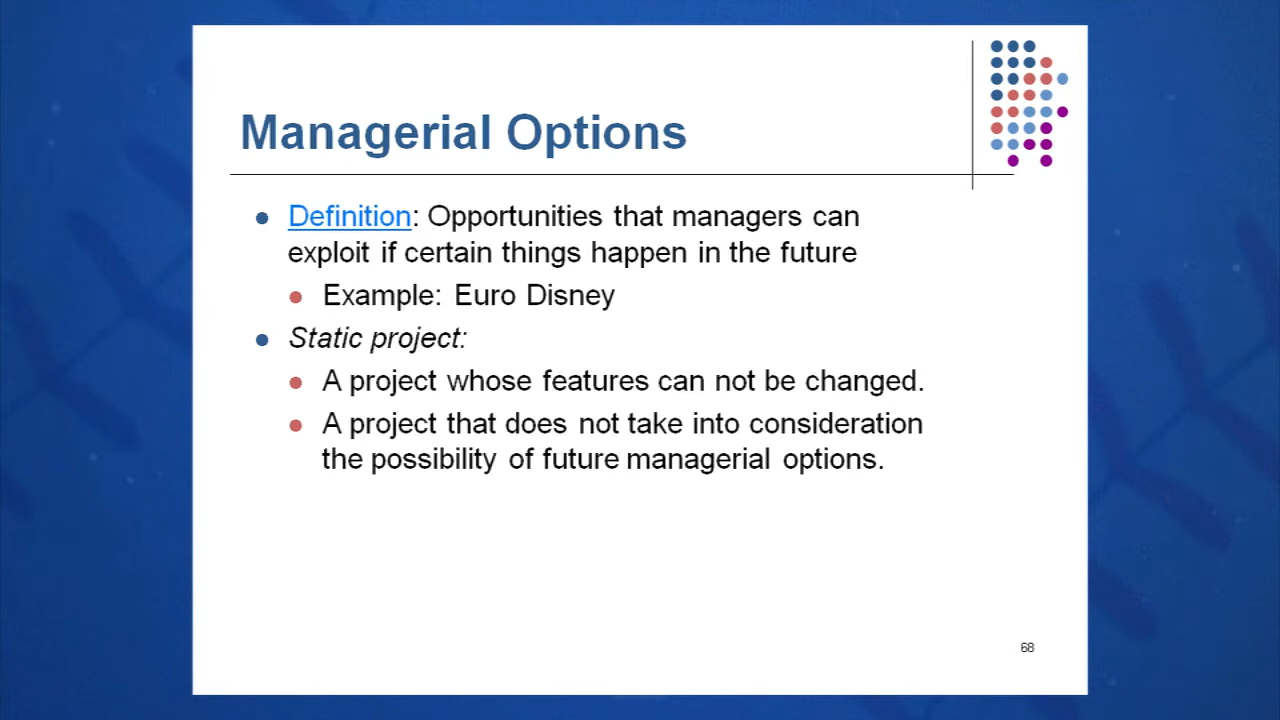 Managerial Options
Definition: Opportunities that managers can
exploit if certain things happen in the future
Example: Euro Disney
Static project:
A project whose features can not be changed.
A project that does not take into consideration
the possibility of future managerial options.
68